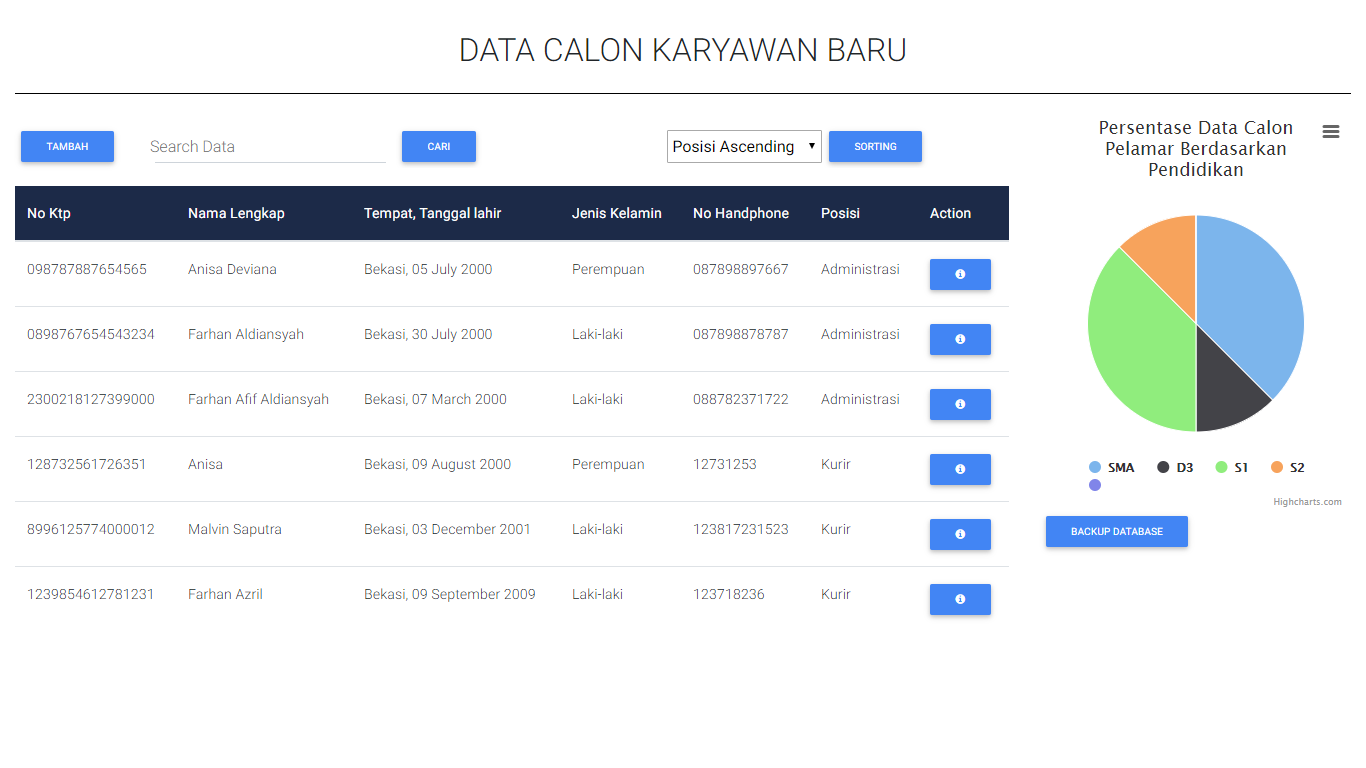 DATA CALON KARYAWAN BARU
TAMBAH Search Data CARI Posisi Ascending SORTING
No Ktp Nama Lengkap Tempat, Tanggal lahir Jenis Kelamin No Handphone Posisi Action
098787887654565 Anisa Deviana Bekasi, 05 July 2000 Perempuan 087898897667 Administrasi
0898767654543234 Farhan Aldiansyah Bekasi, 30 July 2000 Laki-laki 087898878787 Administrasi
2300218127399000 Farhan Afif Aldiansyah Bekasi, 07 March 2000 Laki-laki 088782371722 Administrasi
128732561726351 Anisa Bekasi, 09 August 2000 Perempuan 12731253 Kurir
8996125774000012 Malvin Saputra Bekasi, 03 December 2001 Laki-laki 123817231523 Kurir
1239854612781231 Farhan Azril Bekasi, 09 September 2009 Laki-laki 123718236 Kurir
Persentase Data Calon
Pelamar Berdasarkan
Pendidikan
SMA D3 S1 S2
Highcharts.com
BACKUP DATABASE